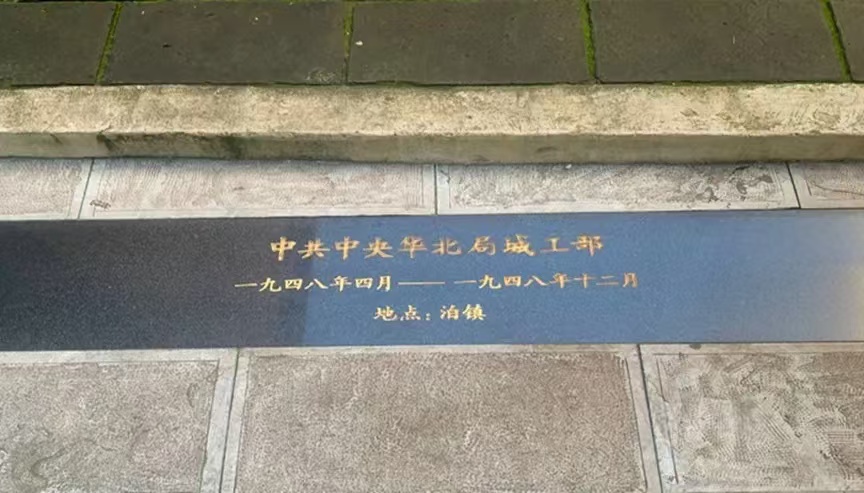 中共中央华北局城工部
一九四八年四月——一九四八年十二月
地点：泊镇